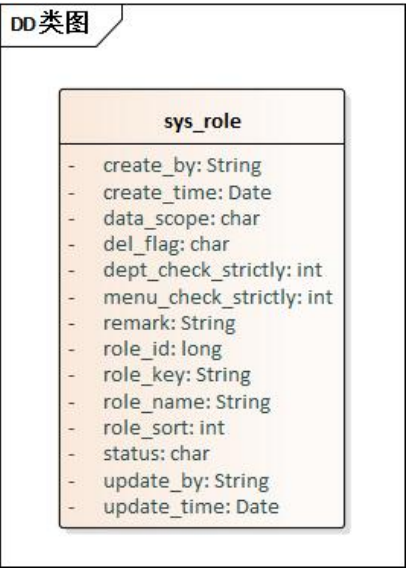 DD类图
sys_role
- create_by: String
- create_time: Date
- data_scope: char
- del_flag: char
- dept_check_strictly: int
- menu_check_strictly: int
- remark: String
- role_id: long
- role_key: String
- role_name: String
- role_sort: int
- status: char
- update_by: String
- update_time: Date